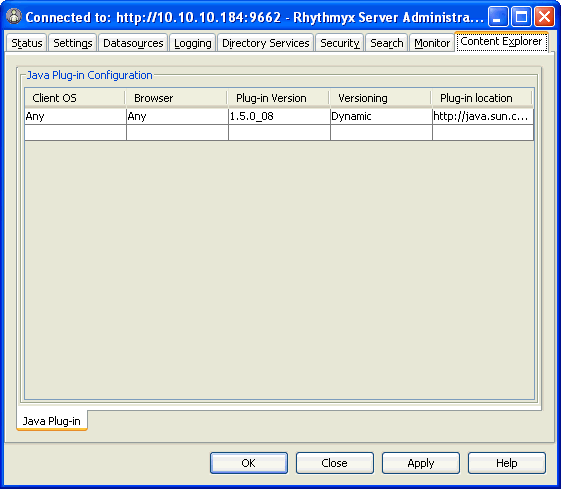 Connected to: http://10.10.10.184:9662 - Rhythmyx Server Administra...
Status Settings Datasources Logging Directory Services Security Search Monitor Content Explorer
Java Plug-in Configuration
Client OS Browser Plug-in Version Versioning Plug-in location
Any Any 1.5.0_08 Dynamic http://java.sun.c...
Java Plug-in
OK Close Apply Help